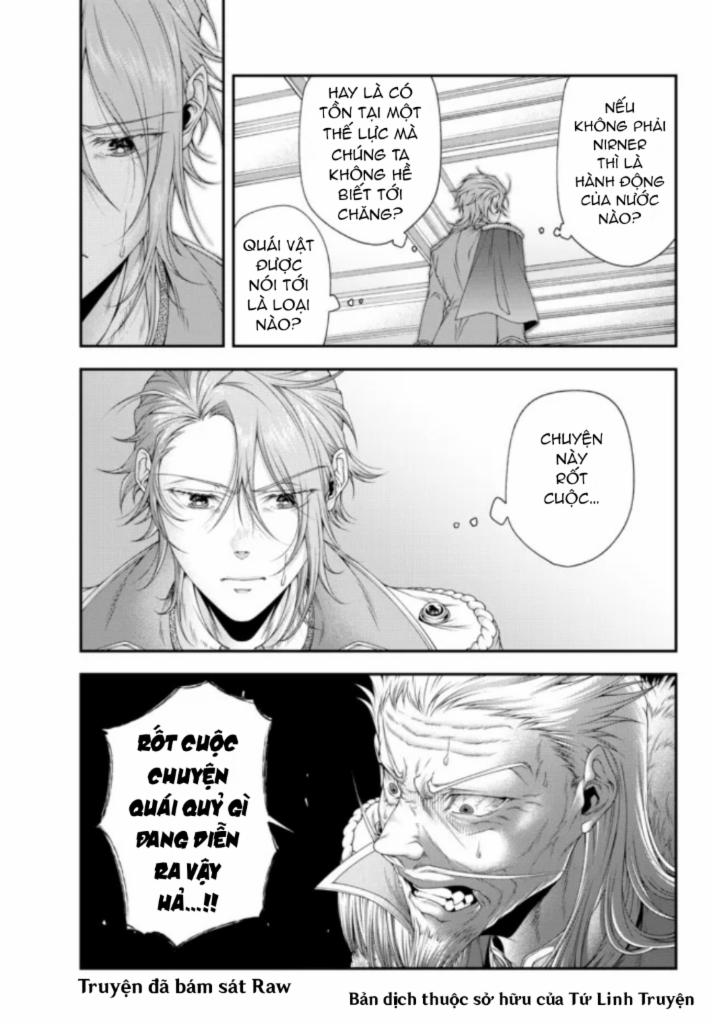 NẾU
KHÔNG PHẢI
NIRNER
THÌ LÀ
HÀNH ĐỘNG
CỦA NƯỚC
NÀO?
HAY LÀ CÓ
TỒN TẠI MỘT
THẾ LỰC MÀ
CHÚNG TA
KHÔNG HỀ
BIẾT TỚI
CHĂNG?
QUÁI VẬT
ĐƯỢC
NÓI TỚI
LÀ LOẠI
NÀO?
CHUYỆN
NÀY
RỐT
CUỘC...
RỐT CUỘC
CHUYỆN
QUÁI QUỶ GÌ
ĐANG DIỄN
RA VẬY
HẢ...!!
Truyện đã bám sát Raw
Bản dịch thuộc sở hữu của Tứ Linh Truyện